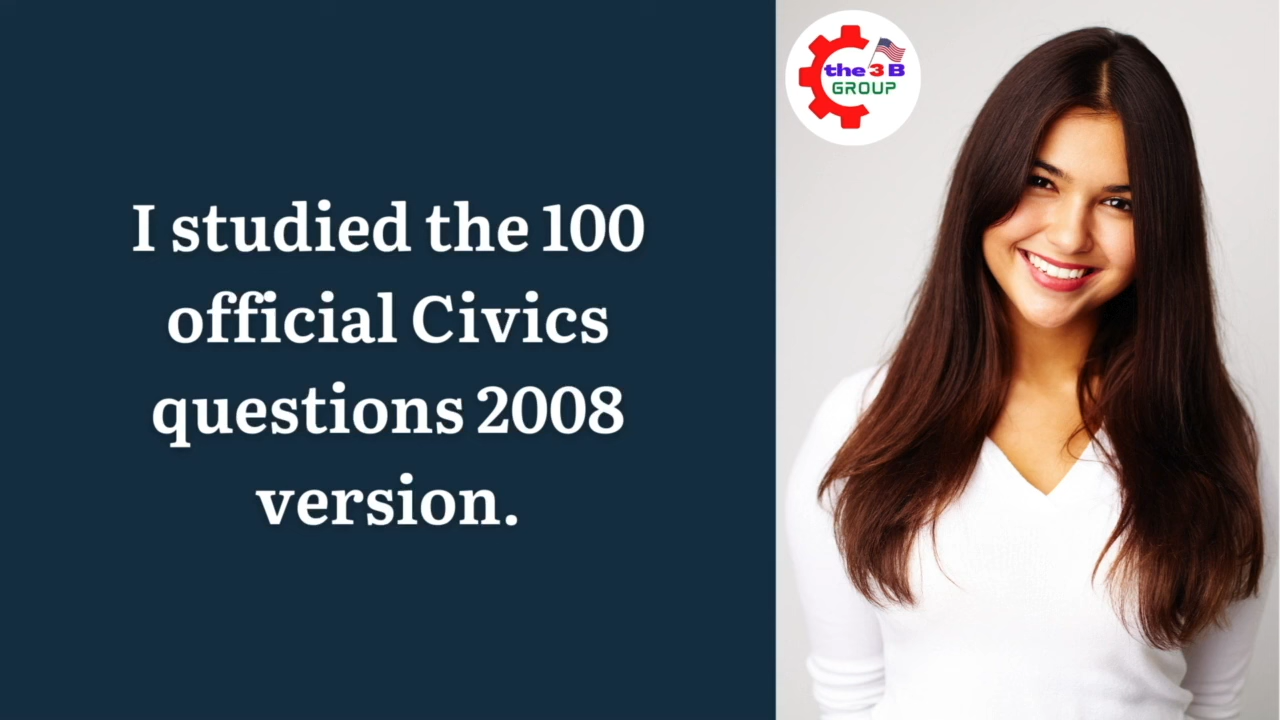 I studied the 100
official Civics
questions 2008
version.
the 3 B
GROUP